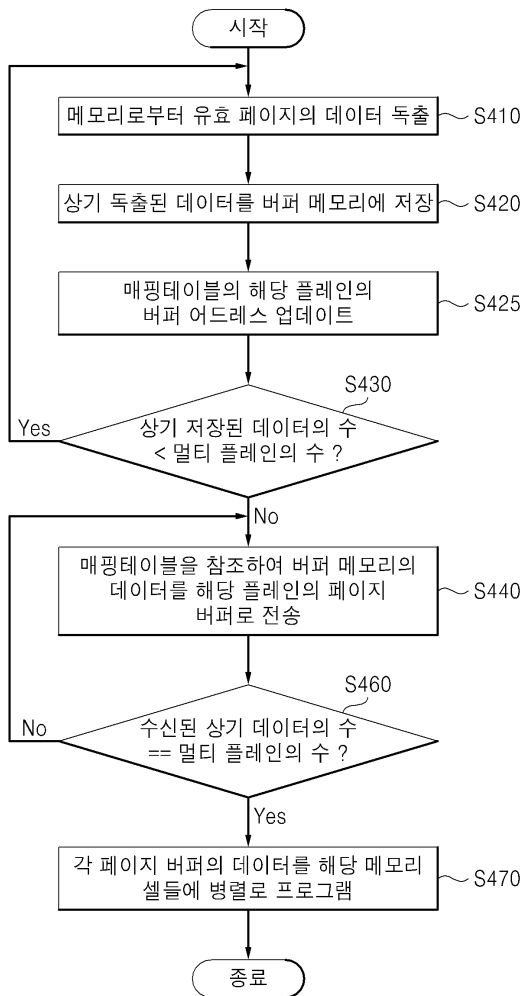 시작
메모리로부터 유효 페이지의 데이터 독출
S410
상기 독출된 데이터를 버퍼 메모리에 저장
S420
매핑테이블의 해당 플레인의
버퍼 어드레스 업데이트
S425
S430
Yes
상기 저장된 데이터의 수
< 멀티 플레인의 수 ?
No
매핑테이블을 참조하여 버퍼 메모리의
데이터를 해당 플레인의 페이지
버퍼로 전송
S440
S460
No
수신된 상기 데이터의 수
== 멀티 플레인의 수 ?
Yes
각 페이지 버퍼의 데이터를 해당 메모리
셀들에 병렬로 프로그램
S470
종료